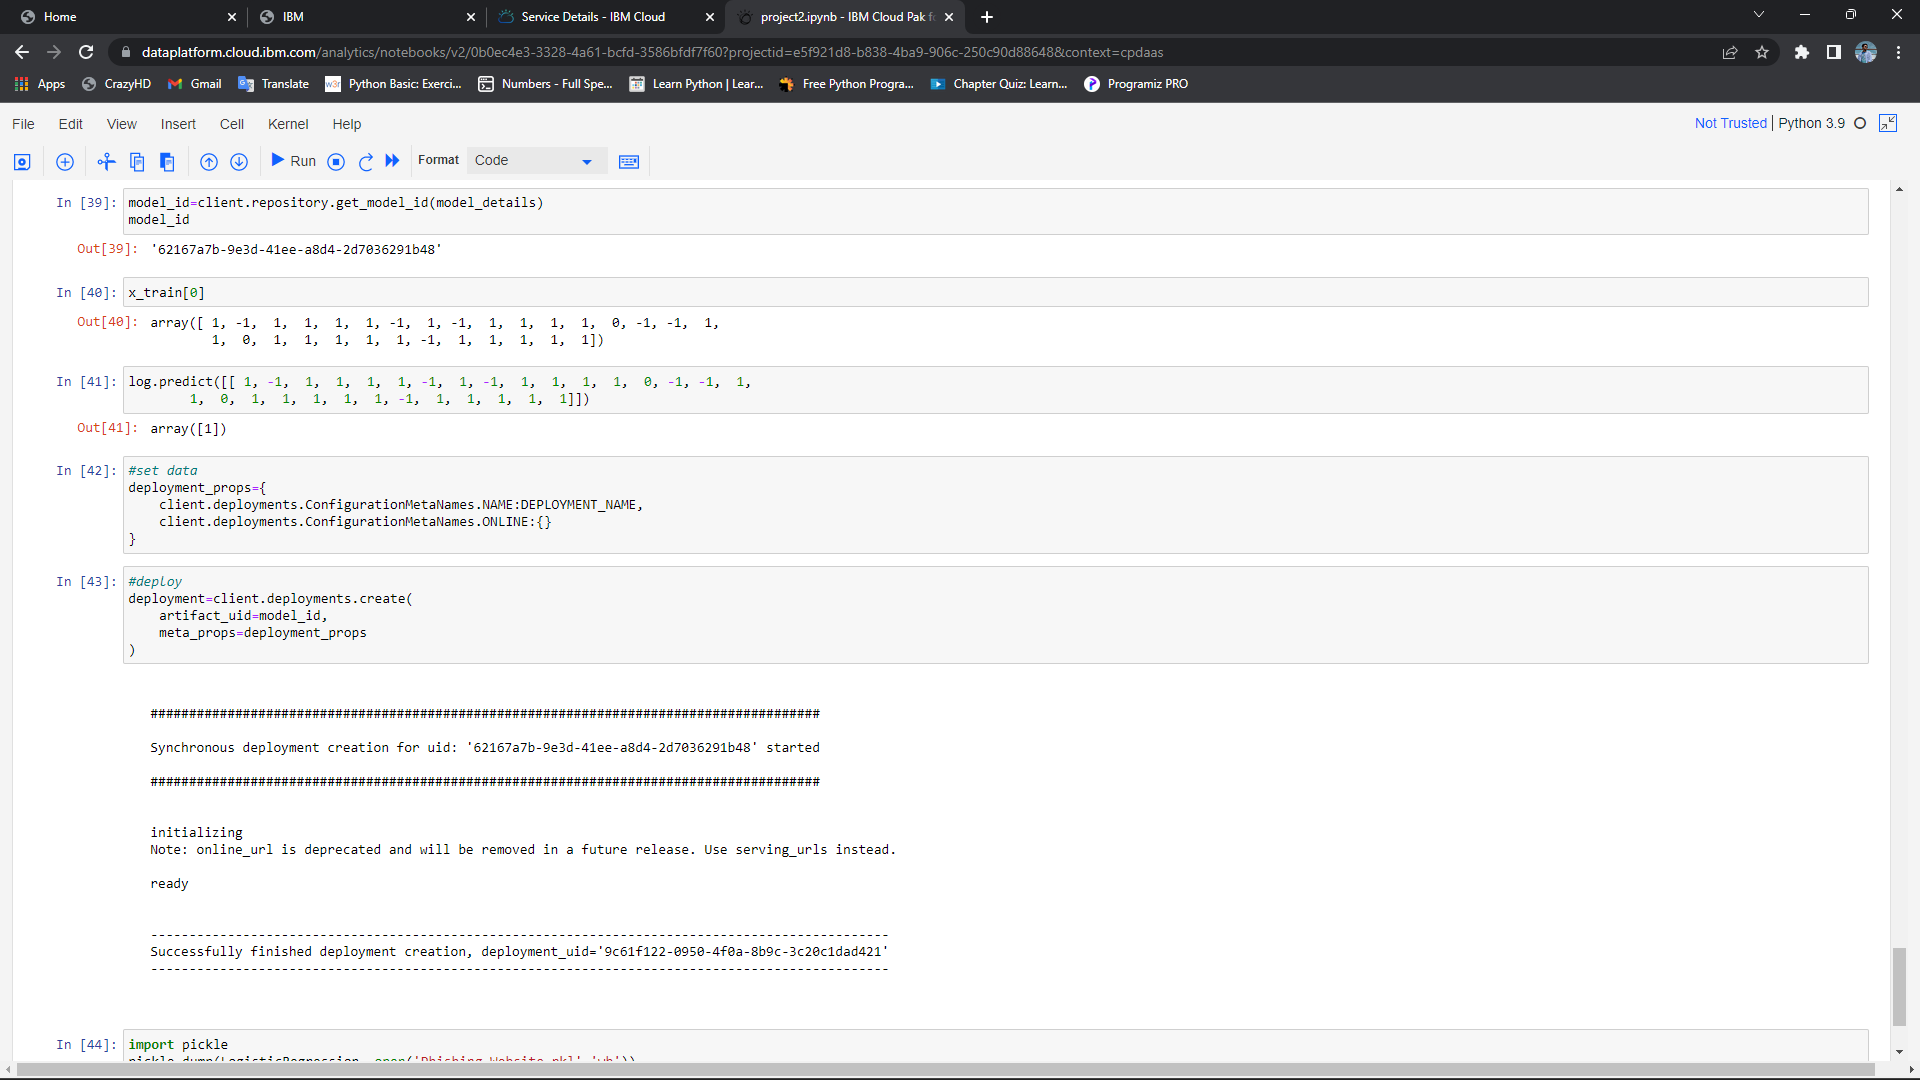 Home
IBM
Service Details - IBM Cloud
project2.ipynb - IBM Cloud Pak f
dataplatform.cloud.ibm.com/analytics/notebooks/v2/0b0ec4e3-3328-4a61-bcfd-3586bfdf7f60?projectid=e5f921d8-b838-4ba9-906c-250c90d88648&context=cpdaas
Apps CrazyHD Gmail Translate Python Basic: Exerci... Numbers - Full Spe... Learn Python | Lear... Free Python Progra... Chapter Quiz: Learn... Programiz PRO
File Edit View Insert Cell Kernel Help
Not Trusted | Python 3.9
Run Format Code
In [39]: model_id=client.repository.get_model_id(model_details)
model_id
Out[39]: '62167a7b-9e3d-41ee-a8d4-2d7036291b48'
In [40]: x_train[0]
Out[40]: array([ 1, -1, 1, 1, 1, 1, -1, 1, -1, 1, 1, 1, 1, 0, -1, -1, 1,
1, 0, 1, 1, 1, 1, 1, -1, 1, 1, 1, 1, 1])
In [41]: log.predict([[ 1, -1, 1, 1, 1, 1, -1, 1, -1, 1, 1, 1, 1, 0, -1, -1, 1,
1, 0, 1, 1, 1, 1, 1, -1, 1, 1, 1, 1, 1]])
Out[41]: array([1])
In [42]: #set data
deployment_props={
client.deployments.ConfigurationMetaNames.NAME:DEPLOYMENT_NAME,
client.deployments.ConfigurationMetaNames.ONLINE:{}
}
In [43]: #deploy
deployment=client.deployments.create(
artifact_uid=model_id,
meta_props=deployment_props
)
#######################################################################################
Synchronous deployment creation for uid: '62167a7b-9e3d-41ee-a8d4-2d7036291b48' started
#######################################################################################
initializing
Note: online_url is deprecated and will be removed in a future release. Use serving_urls instead.
ready
------------------------------------------------------------------------------------------------
Successfully finished deployment creation, deployment_uid='9c61f122-0950-4f0a-8b9c-3c20c1dad421'
------------------------------------------------------------------------------------------------
In [44]: import pickle
pickle.dump(LogisticRegression, open('Phishing_Website.pkl','wb'))